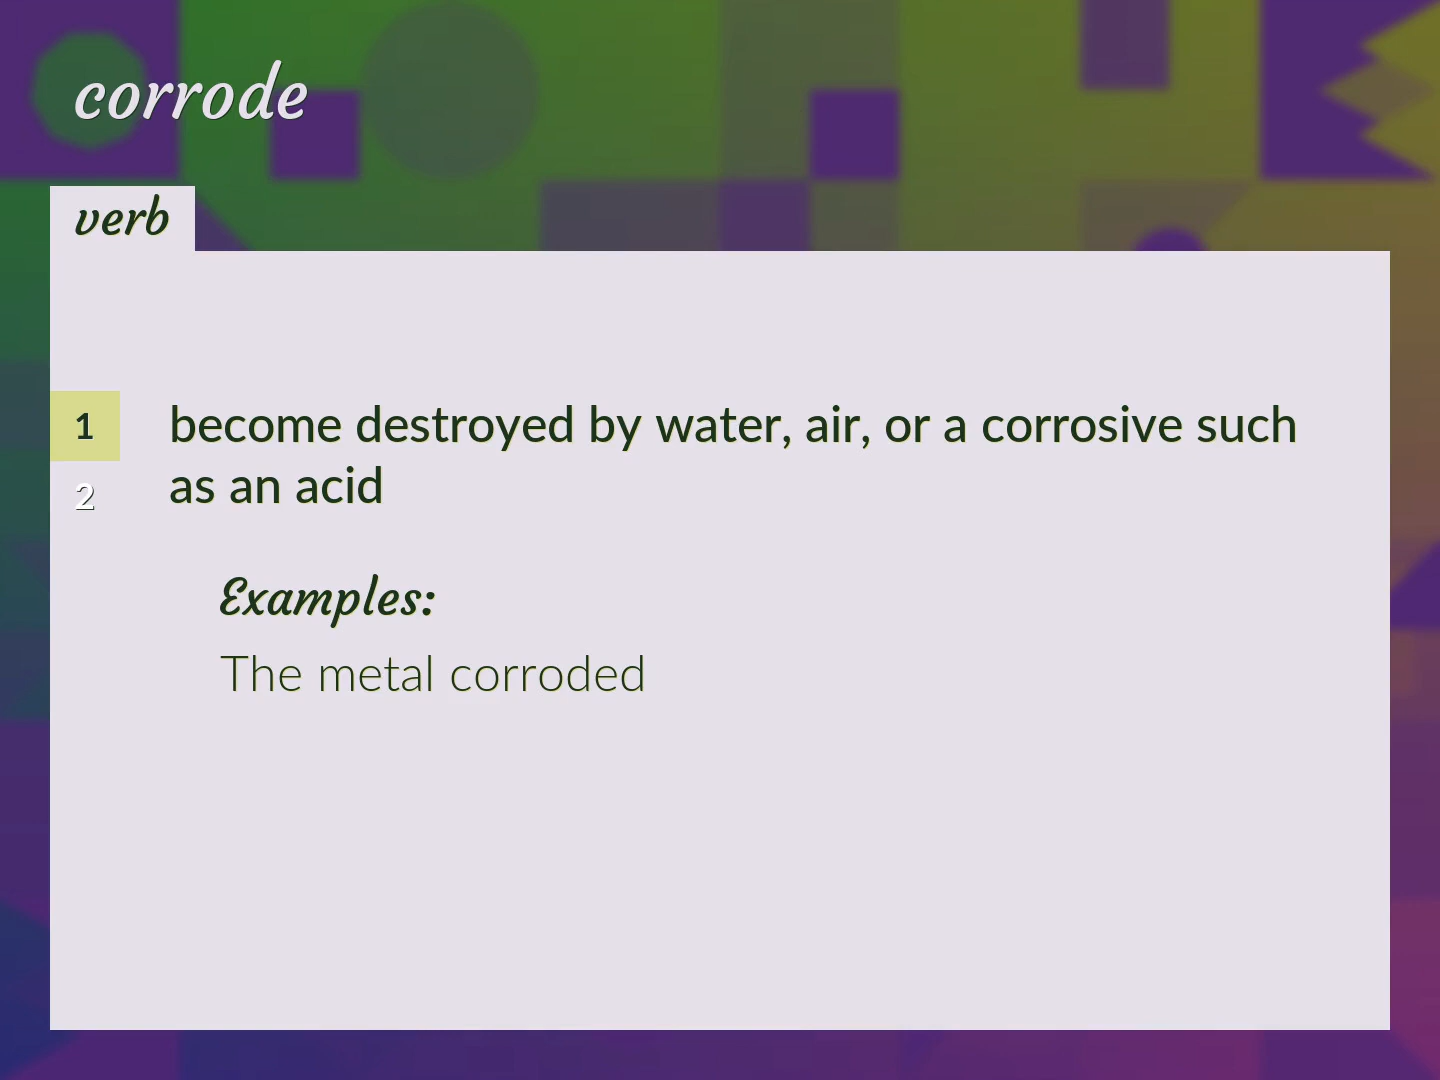 corrode
verb
1
become destroyed by water, air, or a corrosive such
2
as an acid
Examples:
The metal corroded